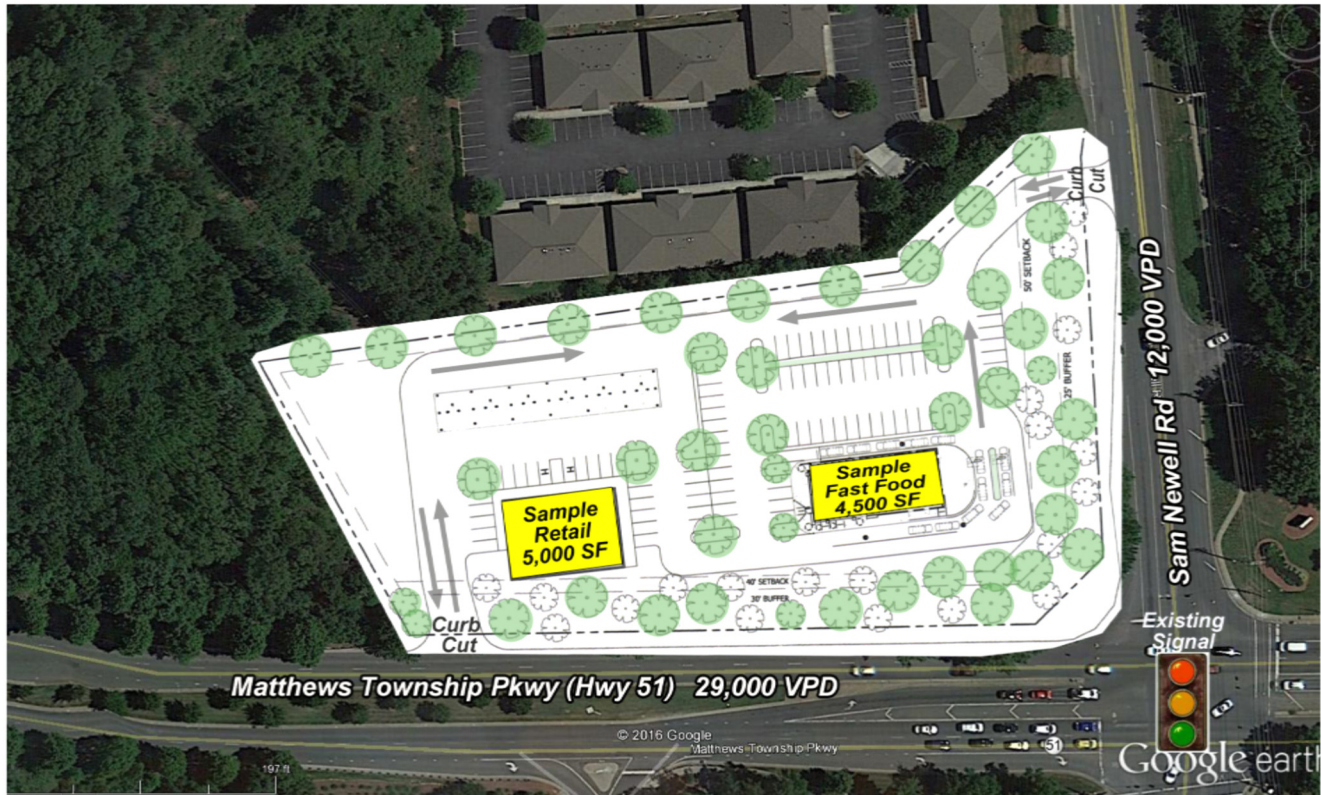 Curb
Cut
50' SETBACK
25' BUFFER
Sam Newell Rd 12,000 VPD
Sample
Fast Food
4,500 SF
Sample
Retail
5,000 SF
H H
40' SETBACK
30' BUFFER
Curb
Cut
Existing
Signal
Matthews Township Pkwy (Hwy 51) 29,000 VPD
© 2016 Google
Matthews Township Pkwy
51
Google earth
197 ft